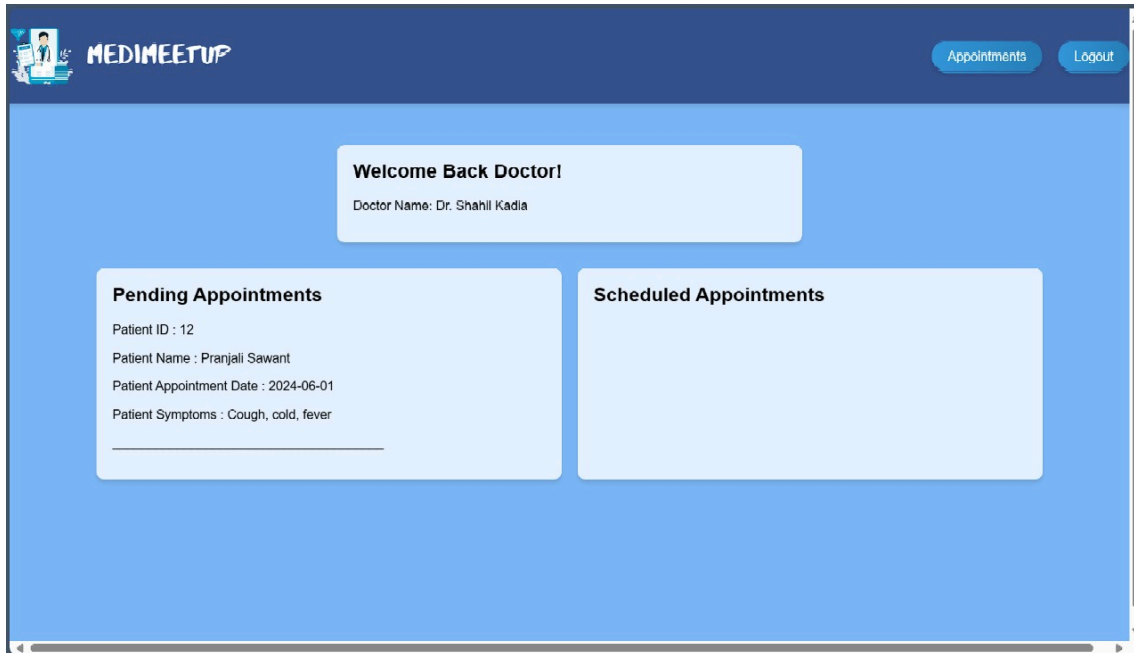 MEDIMEETUP
Appointments
Logout
Welcome Back Doctor!
Doctor Name: Dr. Shahil Kadia
Pending Appointments
Patient ID : 12
Patient Name : Pranjali Sawant
Patient Appointment Date : 2024-06-01
Patient Symptoms : Cough, cold, fever
Scheduled Appointments